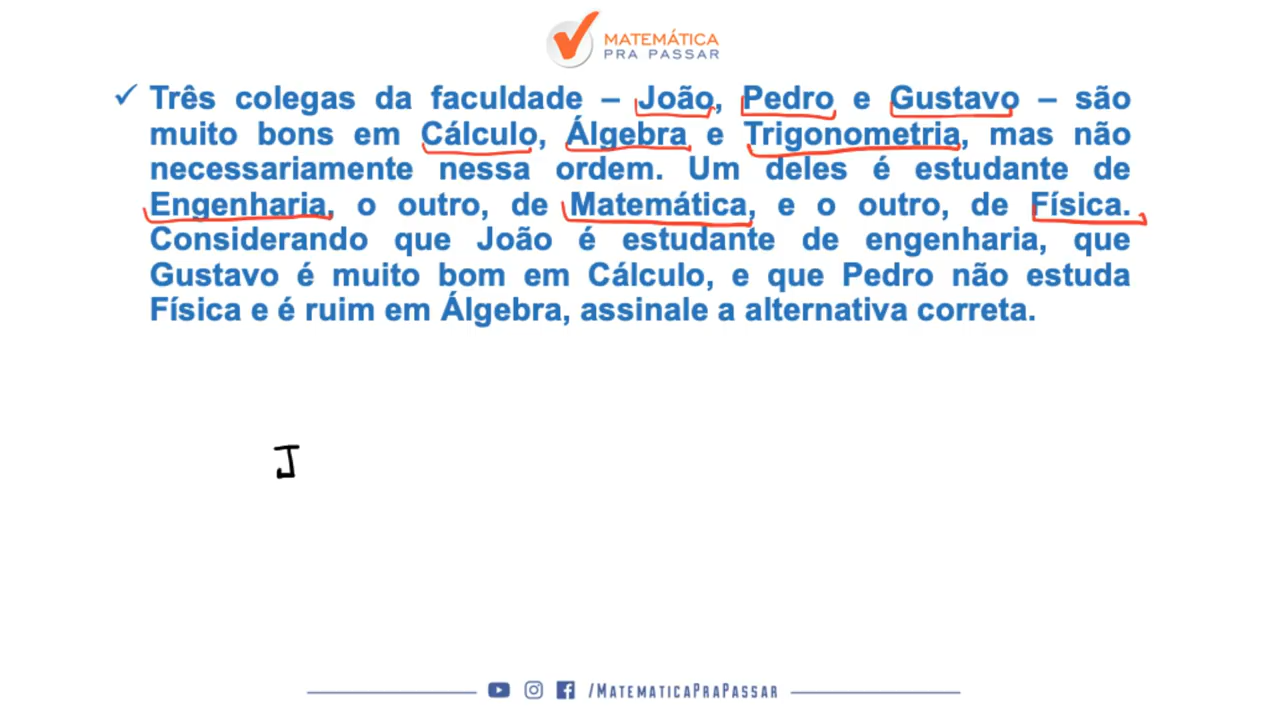 MATEMÁTICA
PRA PASSAR
✓ Três colegas da faculdade – João, Pedro e Gustavo – são
muito bons em Cálculo, Álgebra e Trigonometria, mas não
necessariamente nessa ordem. Um deles é estudante de
Engenharia, o outro, de Matemática, e o outro, de Física.
Considerando que João é estudante de engenharia, que
Gustavo é muito bom em Cálculo, e que Pedro não estuda
Física e é ruim em Álgebra, assinale a alternativa correta.
J
/MATEMATICAPRAPASSAR